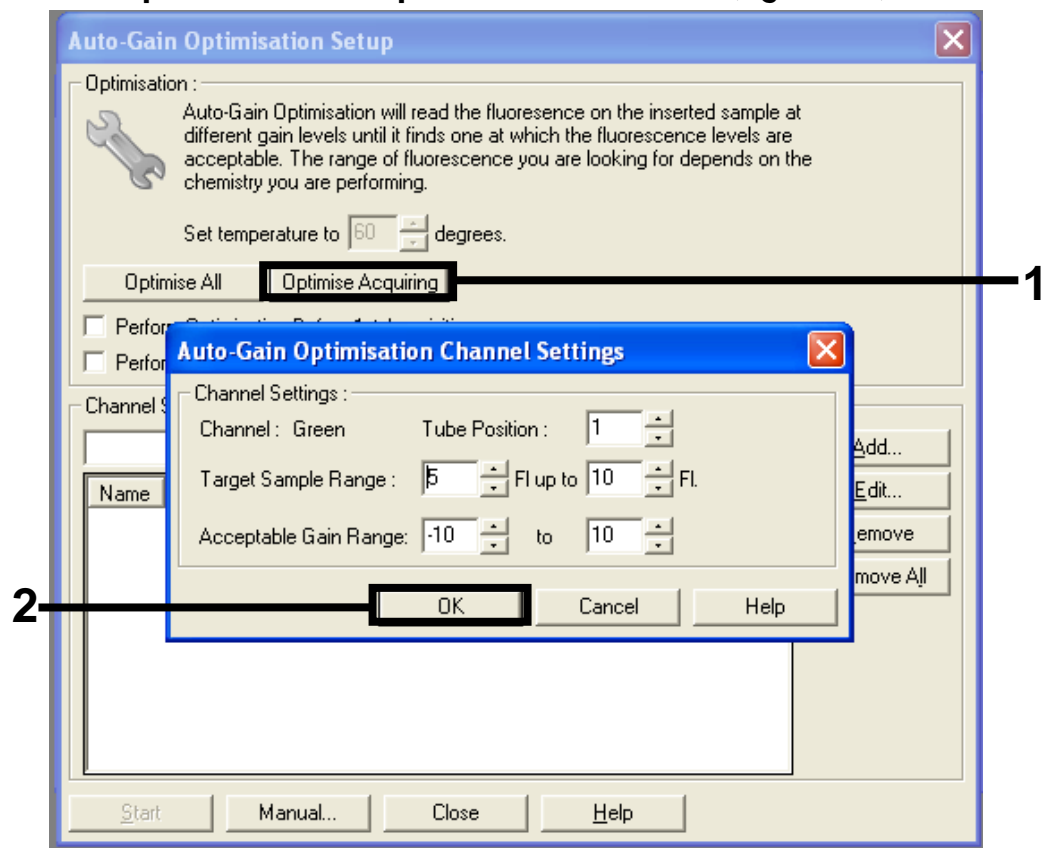 Auto-Gain Optimisation Setup
Optimisation :
Auto-Gain Optimisation will read the fluoresence on the inserted sample at
different gain levels until it finds one at which the fluorescence levels are
acceptable. The range of fluorescence you are looking for depends on the
chemistry you are performing.
Set temperature to 60 degrees.
Optimise All Optimise Acquiring 1
Auto-Gain Optimisation Channel Settings
Channel Settings :
Channel : Green Tube Position : 1
Target Sample Range : 5 Fl up to 10 Fl.
Acceptable Gain Range: -10 to 10
OK Cancel Help
2
Channel
Add...
Name
Edit...
Start Manual... Close Help